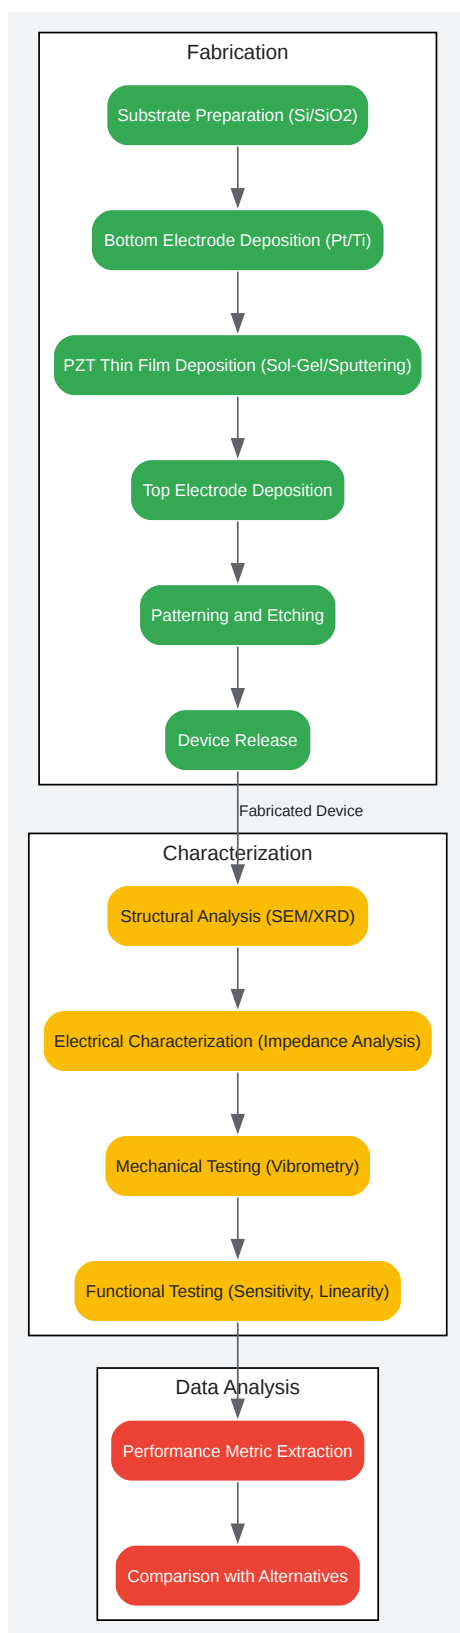 Fabrication
Substrate Preparation (Si/SiO2)
Bottom Electrode Deposition (Pt/Ti)
PZT Thin Film Deposition (Sol-Gel/Sputtering)
Top Electrode Deposition
Patterning and Etching
Device Release
Fabricated Device
Characterization
Structural Analysis (SEM/XRD)
Electrical Characterization (Impedance Analysis)
Mechanical Testing (Vibrometry)
Functional Testing (Sensitivity, Linearity)
Data Analysis
Performance Metric Extraction
Comparison with Alternatives